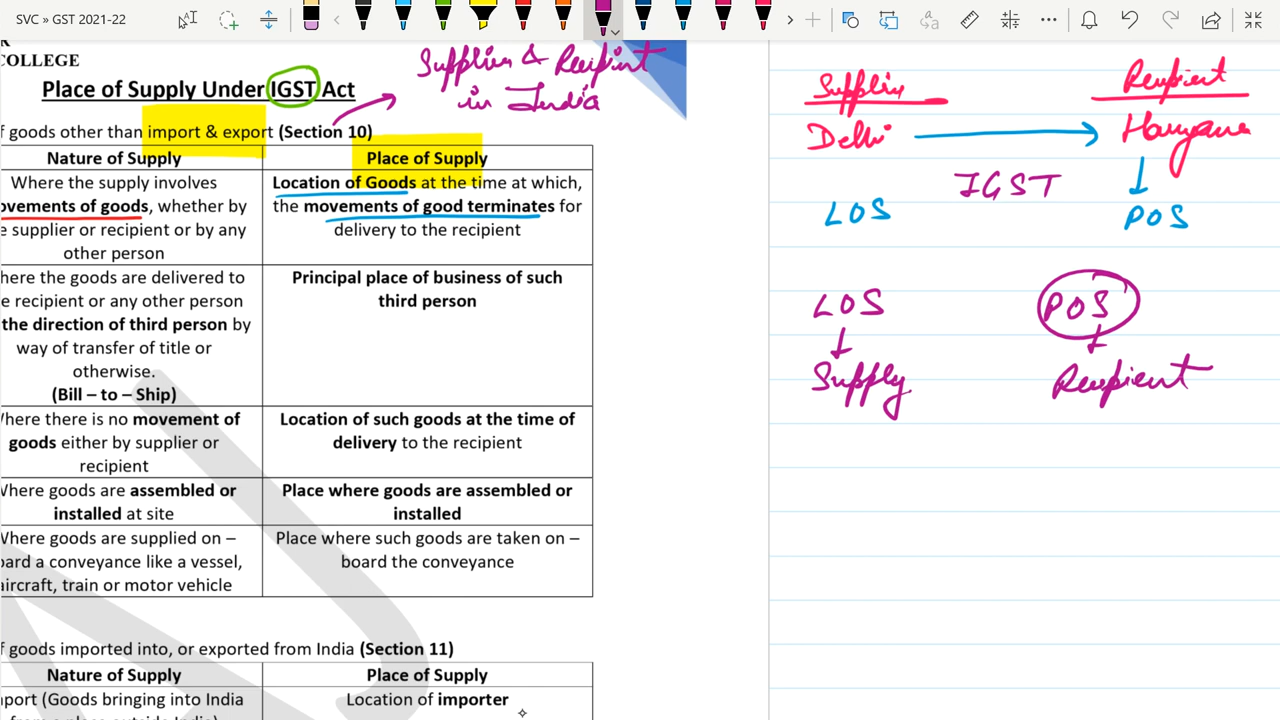 SVC » GST 2021-22
COLLEGE
Place of Supply Under IGST Act
Supplier & Recipient
in India
f goods other than import & export (Section 10)
Nature of Supply
Place of Supply
Where the supply involves
ovements of goods, whether by
e supplier or recipient or by any
other person
Location of Goods at the time at which,
the movements of good terminates for
delivery to the recipient
here the goods are delivered to
e recipient or any other person
the direction of third person by
way of transfer of title or
otherwise.
(Bill – to – Ship)
Principal place of business of such
third person
here there is no movement of
goods either by supplier or
recipient
Location of such goods at the time of
delivery to the recipient
here goods are assembled or
installed at site
Place where goods are assembled or
installed
Where goods are supplied on –
oard a conveyance like a vessel,
aircraft, train or motor vehicle
Place where such goods are taken on –
board the conveyance
f goods imported into, or exported from India (Section 11)
Nature of Supply
Place of Supply
port (Goods bringing into India
Location of importer
Supplier
Recipient
Delhi
Haryana
IGST
LOS
POS
LOS
POS
Supply
Recipient